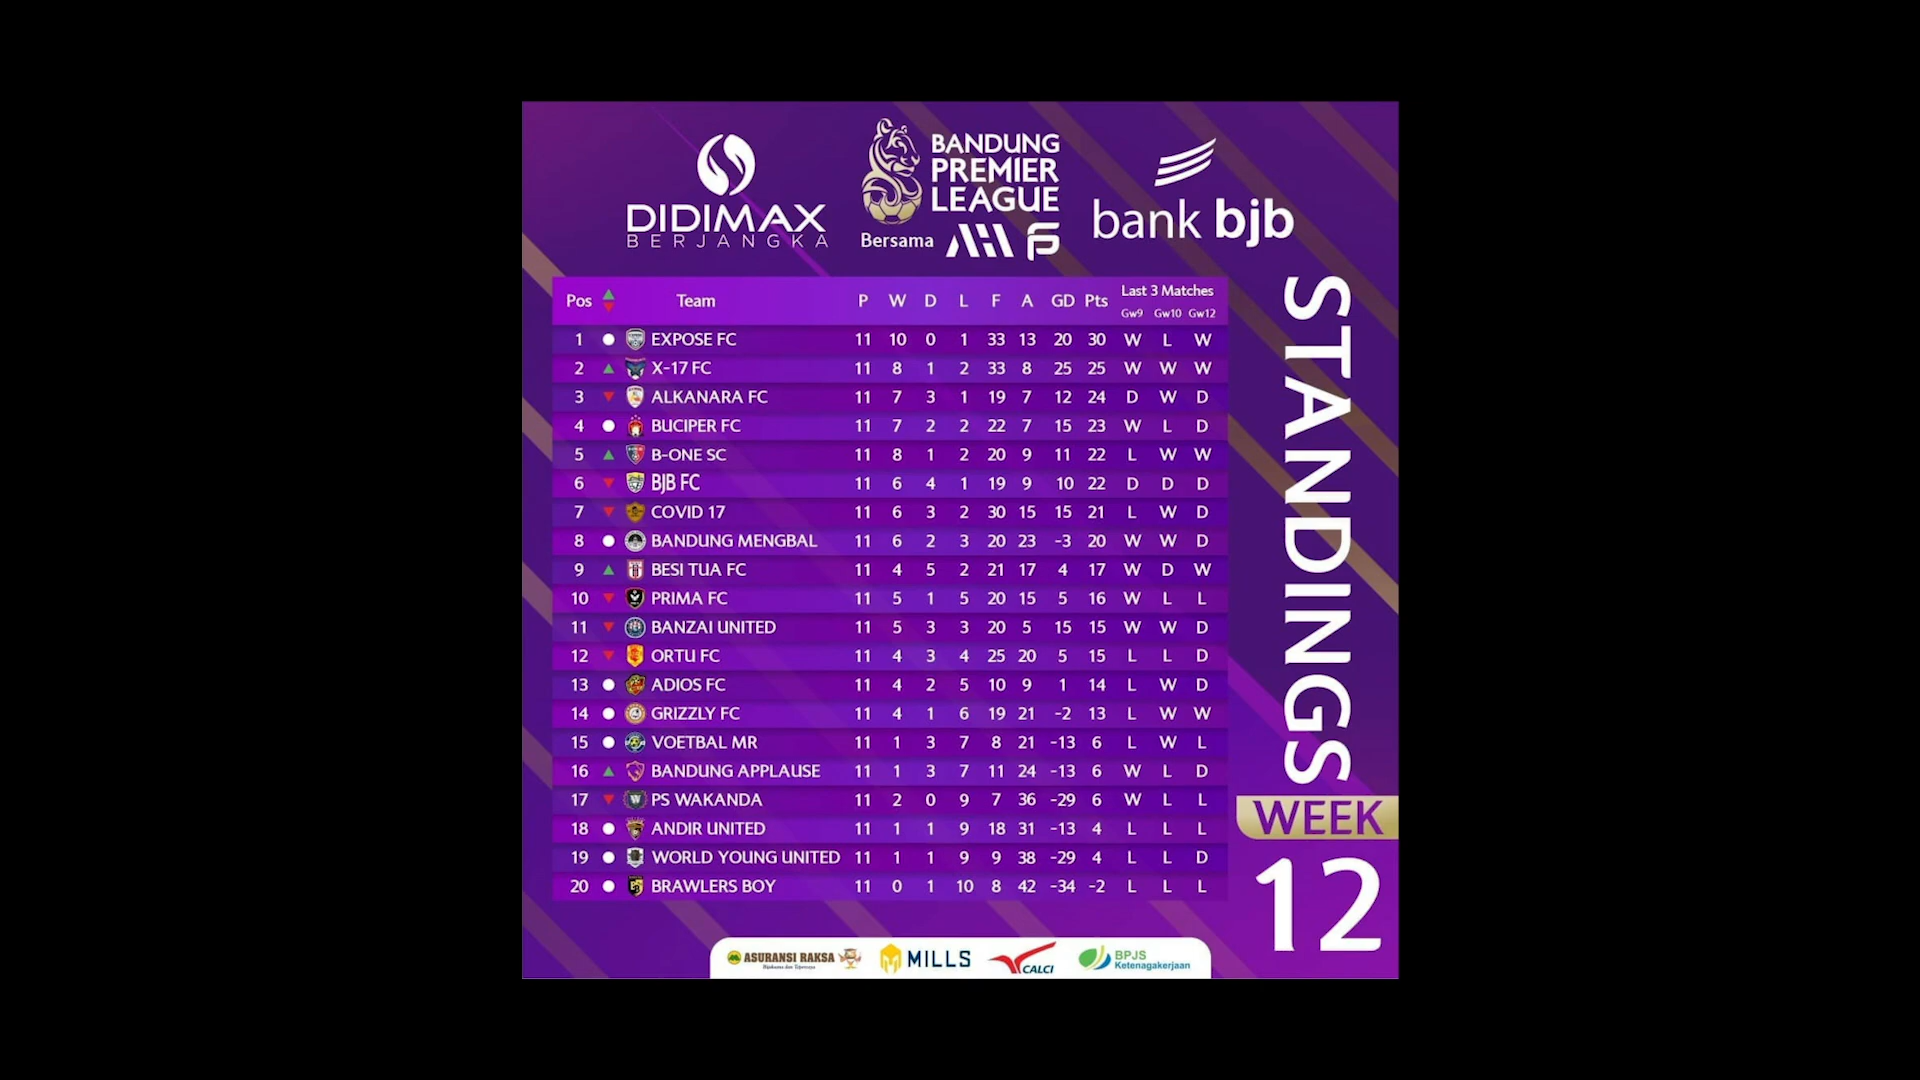 DIDIMAX
BERJANGKA
BANDUNG
PREMIER
LEAGUE
Bersama
bank bjb
Pos Team P W D L F A GD Pts Last 3 Matches
Gw9 Gw10 Gw12
1 EXPOSE FC 11 10 0 1 33 13 20 30 W L W
2 X-17 FC 11 8 1 2 33 8 25 25 W W W
3 ALKANARA FC 11 7 3 1 19 7 12 24 D W D
4 BUCIPER FC 11 7 2 2 22 7 15 23 W L D
5 B-ONE SC 11 8 1 2 20 9 11 22 L W W
6 BJB FC 11 6 4 1 19 9 10 22 D D D
7 COVID 17 11 6 3 2 30 15 15 21 L W D
8 BANDUNG MENGBAL 11 6 2 3 20 23 -3 20 W W D
9 BESI TUA FC 11 4 5 2 21 17 4 17 W D W
10 PRIMA FC 11 5 1 5 20 15 5 16 W L L
11 BANZAI UNITED 11 5 3 3 20 5 15 15 W W D
12 ORTU FC 11 4 3 4 25 20 5 15 L L D
13 ADIOS FC 11 4 2 5 10 9 1 14 L W D
14 GRIZZLY FC 11 4 1 6 19 21 -2 13 L W W
15 VOETBAL MR 11 1 3 7 8 21 -13 6 L W L
16 BANDUNG APPLAUSE 11 1 3 7 11 24 -13 6 W L D
17 PS WAKANDA 11 2 0 9 7 36 -29 6 W L L
18 ANDIR UNITED 11 1 1 9 18 31 -13 4 L L L
19 WORLD YOUNG UNITED 11 1 1 9 9 38 -29 4 L L D
20 BRAWLERS BOY 11 0 1 10 8 42 -34 -2 L L L
STANDINGS
WEEK
12
ASURANSI RAKSA
MILLS
CALCI
BPJS
Ketenagakerjaan